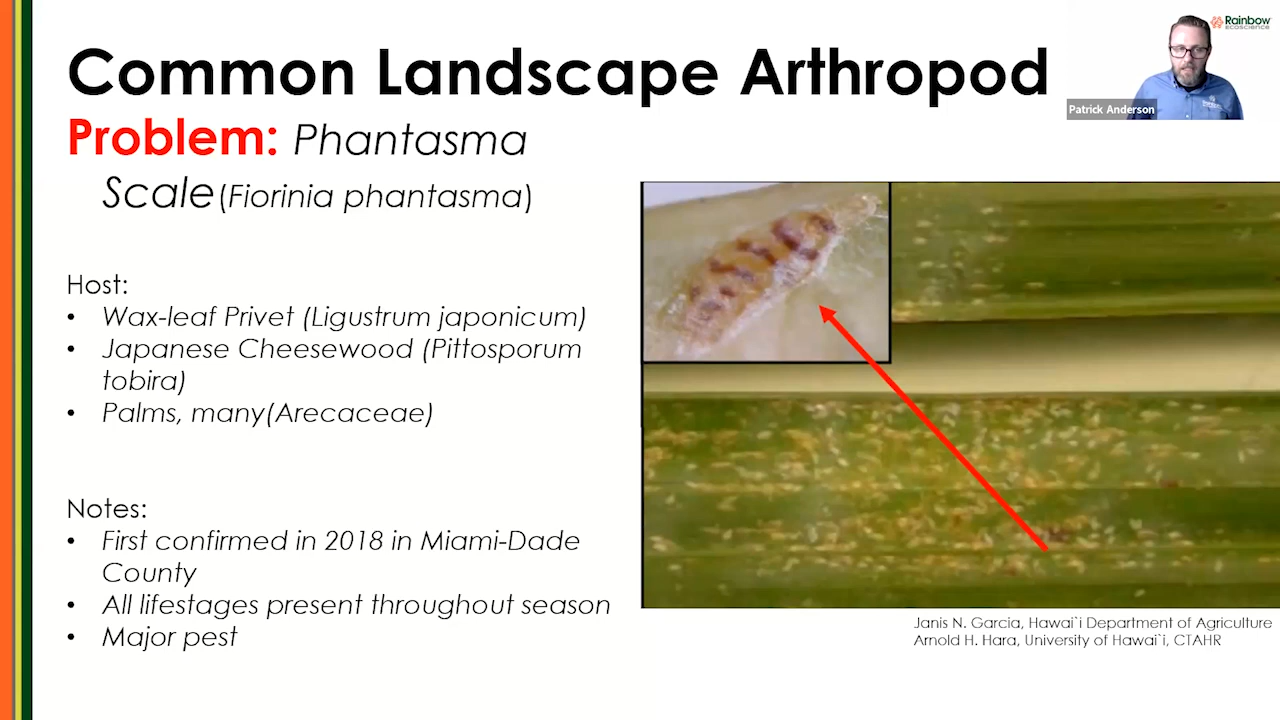 Common Landscape Arthropod
Problem: Phantasma
Scale(Fiorinia phantasma)
Rainbow
ecoscience
Patrick Anderson
Host:
• Wax-leaf Privet (Ligustrum japonicum)
• Japanese Cheesewood (Pittosporum
tobira)
• Palms, many(Arecaceae)
Notes:
• First confirmed in 2018 in Miami-Dade
County
• All lifestages present throughout season
• Major pest
Janis N. Garcia, Hawai`i Department of Agriculture
Arnold H. Hara, University of Hawai`i, CTAHR